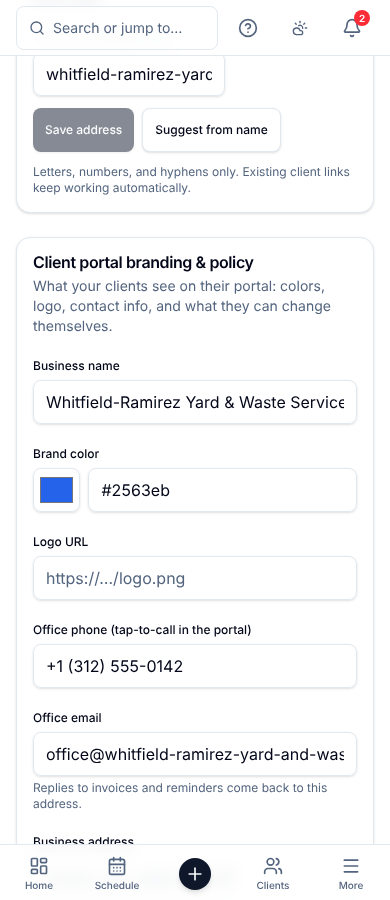 Search or jump to...
2
whitfield-ramirez-yard
Save address
Suggest from name
Letters, numbers, and hyphens only. Existing client links
keep working automatically.
Client portal branding & policy
What your clients see on their portal: colors,
logo, contact info, and what they can change
themselves.
Business name
Whitfield-Ramirez Yard & Waste Service
Brand color
#2563eb
Logo URL
https://.../logo.png
Office phone (tap-to-call in the portal)
+1 (312) 555-0142
Office email
office@whitfield-ramirez-yard-and-was
Replies to invoices and reminders come back to this
address.
Business address
Home
Schedule
Clients
More